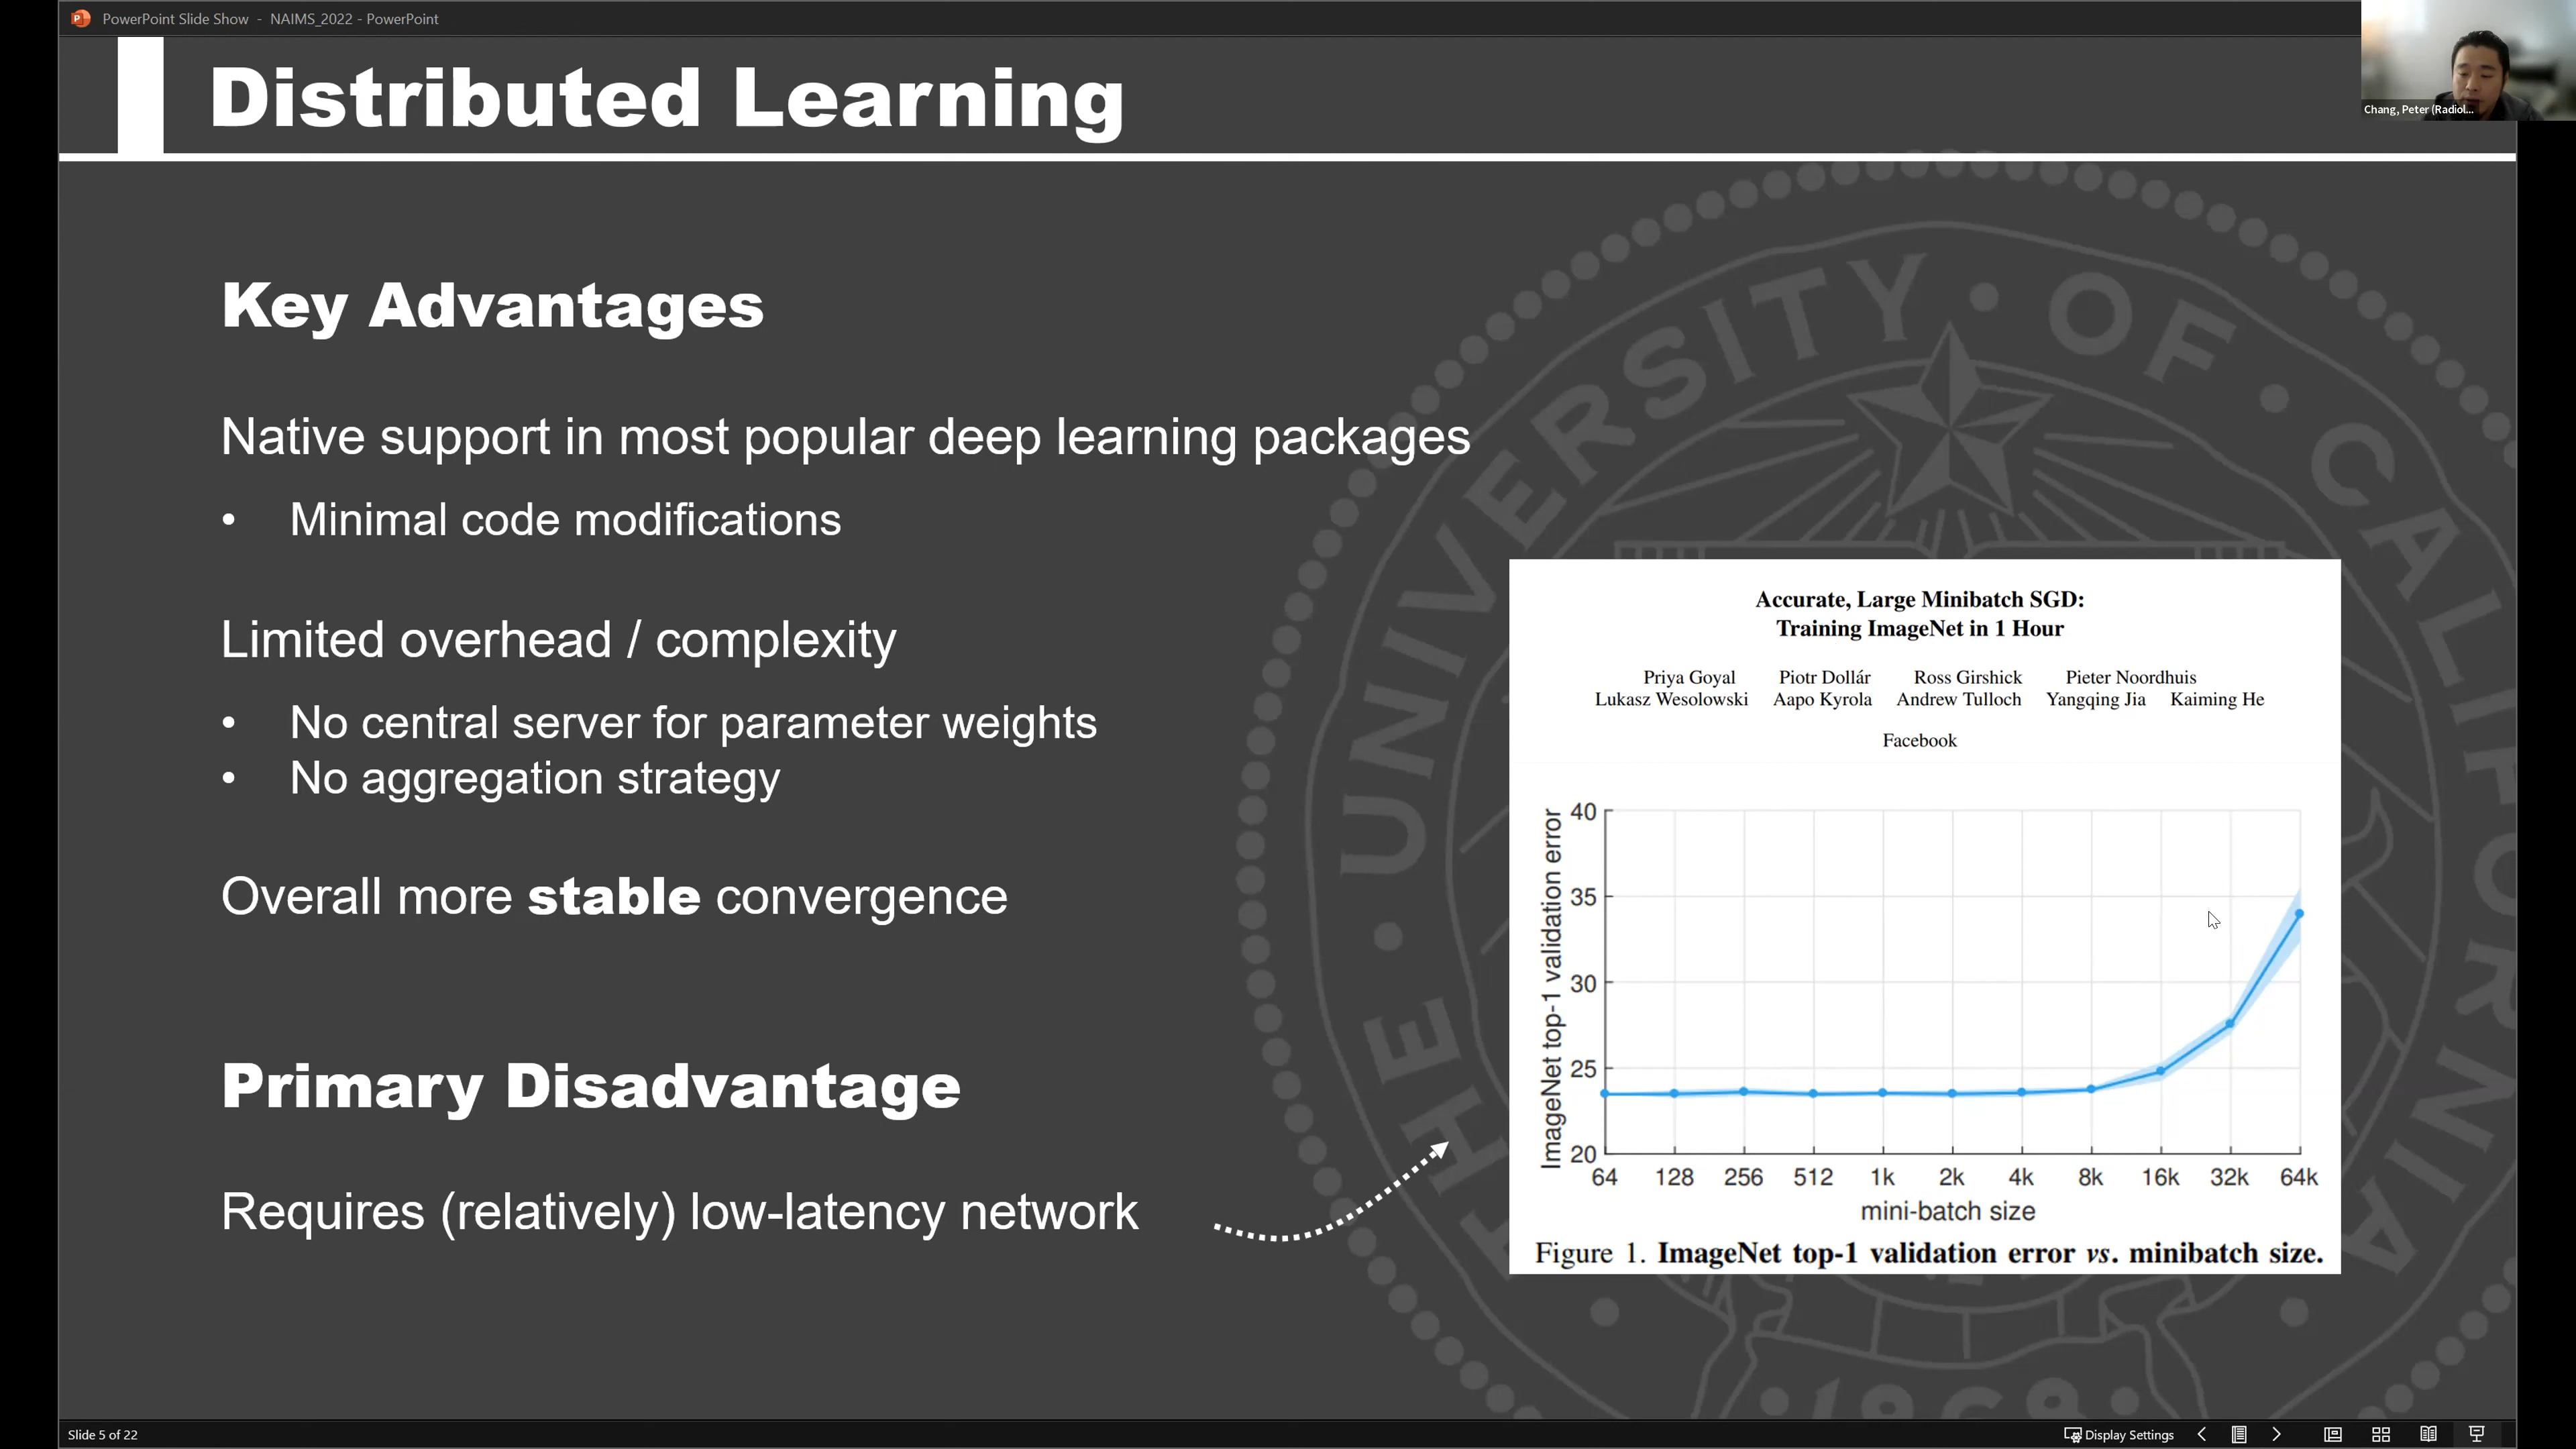 PowerPoint Slide Show - NAIMS_2022 - PowerPoint
Chang, Peter (Radiol...
Distributed Learning
Key Advantages
Native support in most popular deep learning packages
• Minimal code modifications
Limited overhead / complexity
• No central server for parameter weights
• No aggregation strategy
Overall more stable convergence
Primary Disadvantage
Requires (relatively) low-latency network
Accurate, Large Minibatch SGD:
Training ImageNet in 1 Hour
Priya Goyal Piotr Dollár Ross Girshick Pieter Noordhuis
Lukasz Wesolowski Aapo Kyrola Andrew Tulloch Yangqing Jia Kaiming He
Facebook
ImageNet top-1 validation error
40
35
30
25
20
64 128 256 512 1k 2k 4k 8k 16k 32k 64k
mini-batch size
Figure 1. ImageNet top-1 validation error vs. minibatch size.
UNIVERSITY · OF · CALIFORNIA
THE
1868
Slide 5 of 22
Display Settings